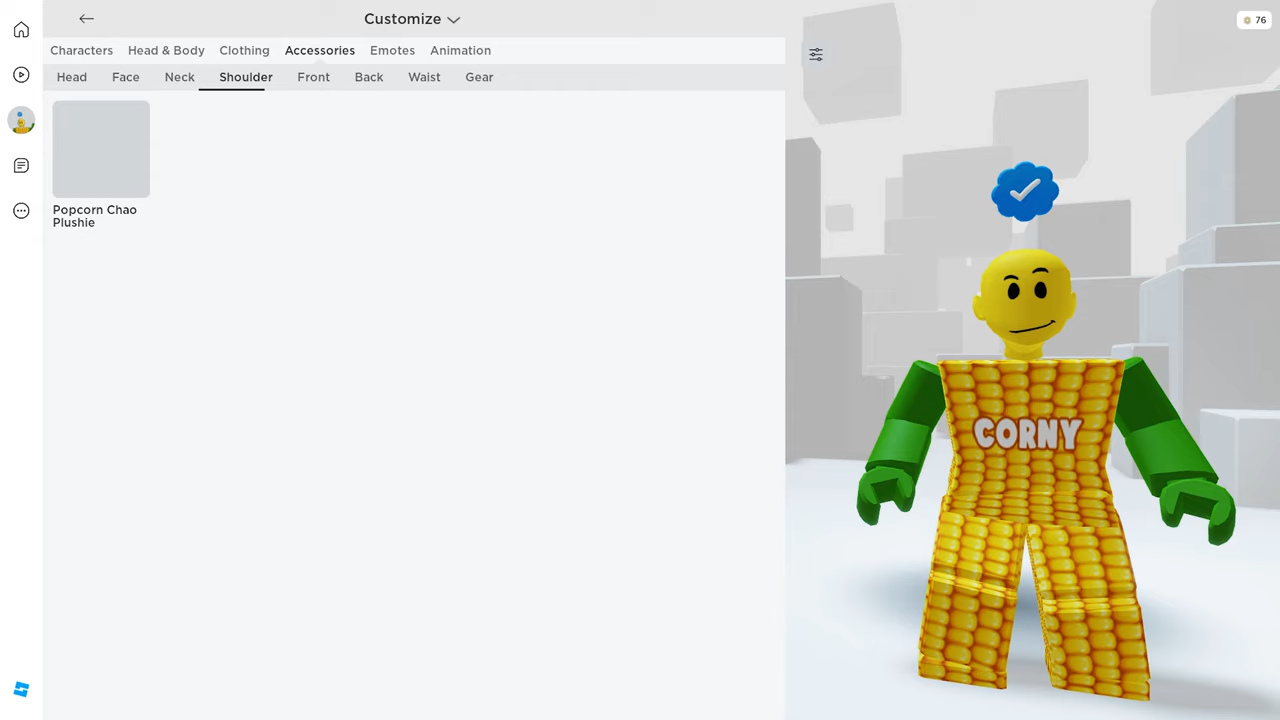 Customize
76
Characters Head & Body Clothing Accessories Emotes Animation
Head Face Neck Shoulder Front Back Waist Gear
Popcorn Chao
Plushie
CORNY